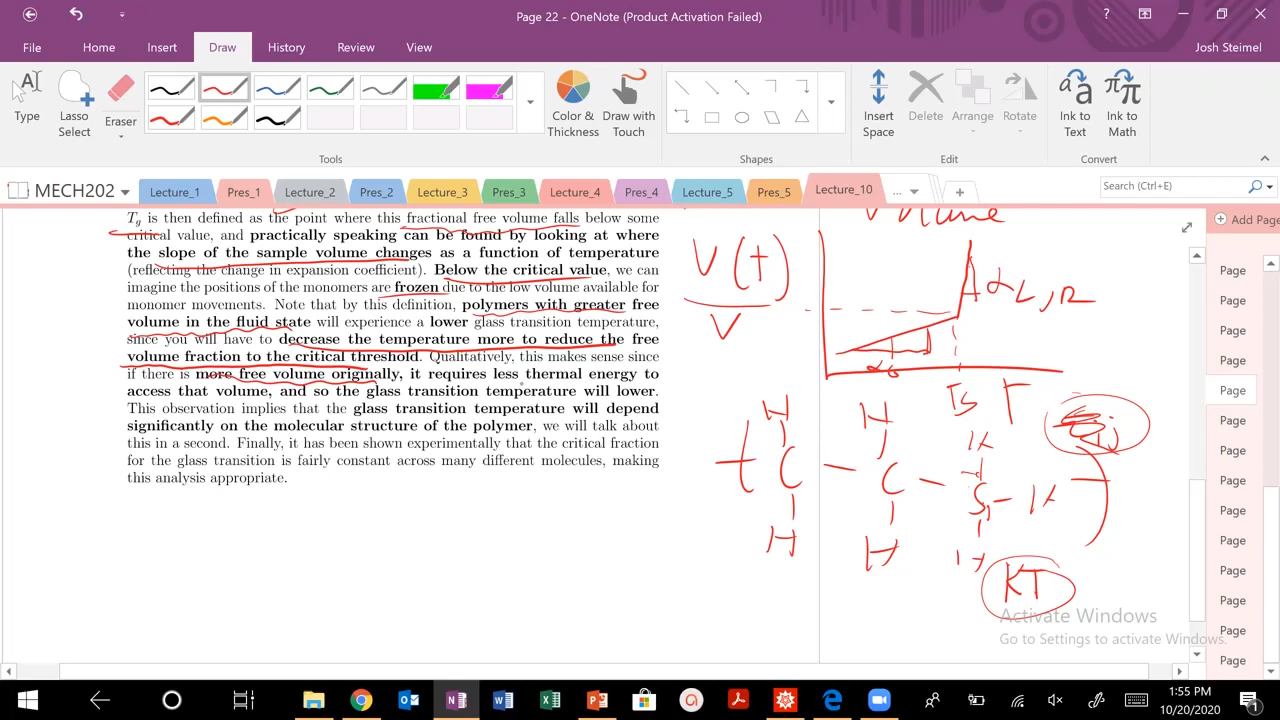 Page 22 - OneNote (Product Activation Failed)
?
File
Home
Insert
Draw
History
Review
View
Josh Steimel
Type
Lasso Select
Eraser
Color & Thickness
Draw with Touch
Insert Space
Delete
Arrange
Rotate
Ink to Text
Ink to Math
Tools
Shapes
Edit
Convert
MECH202
Lecture_1
Pres_1
Lecture_2
Pres_2
Lecture_3
Pres_3
Lecture_4
Pres_4
Lecture_5
Pres_5
Lecture_10
...
Search (Ctrl+E)
Add Page
Tg is then defined as the point where this fractional free volume falls below some
critical value, and practically speaking can be found by looking at where
the slope of the sample volume changes as a function of temperature
(reflecting the change in expansion coefficient). Below the critical value, we can
imagine the positions of the monomers are frozen due to the low volume available for
monomer movements. Note that by this definition, polymers with greater free
volume in the fluid state will experience a lower glass transition temperature,
since you will have to decrease the temperature more to reduce the free
volume fraction to the critical threshold. Qualitatively, this makes sense since
if there is more free volume originally, it requires less thermal energy to
access that volume, and so the glass transition temperature will lower.
This observation implies that the glass transition temperature will depend
significantly on the molecular structure of the polymer, we will talk about
this in a second. Finally, it has been shown experimentally that the critical fraction
for the glass transition is fairly constant across many different molecules, making
this analysis appropriate.
Volume
V(T)
V
αL,R
αG
T
H
H
C
C
H
H
KT
Page
Page
Page
Page
Page
Page
Page
Page
Page
Page
Page
Page
Page
Page
Activate Windows
Go to Settings to activate Windows.
1:55 PM
10/20/2020